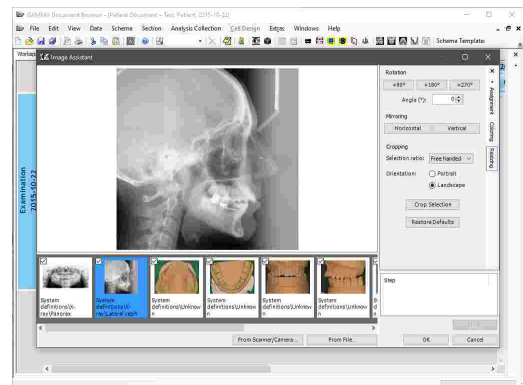 GAMMA Document Browser - [Patient Document - Test, Patient, 2015-10-22]
File Edit View Data Schema Section Analysis Collection Cell Design Extras Windows Help
Schema Template:
Image Assistant
Rotation
+90° +180° +270°
Angle (°): 0
Mirroring
Horizontal Vertical
Cropping
Selection ratio: Free handed
Orientation: Portrait
Landscape
Crop Selection
Restore Defaults
Assignment
Coloring
Resizing
Examination
2015-10-22
System definitions\X-ray\Panorex
System definitions\X-ray\Lateral ceph
System definitions\Unknown
System definitions\Unknown
System definitions\Unknown
System definitions\Unknown
Step
From Scanner/Camera...
From File...
OK
Cancel